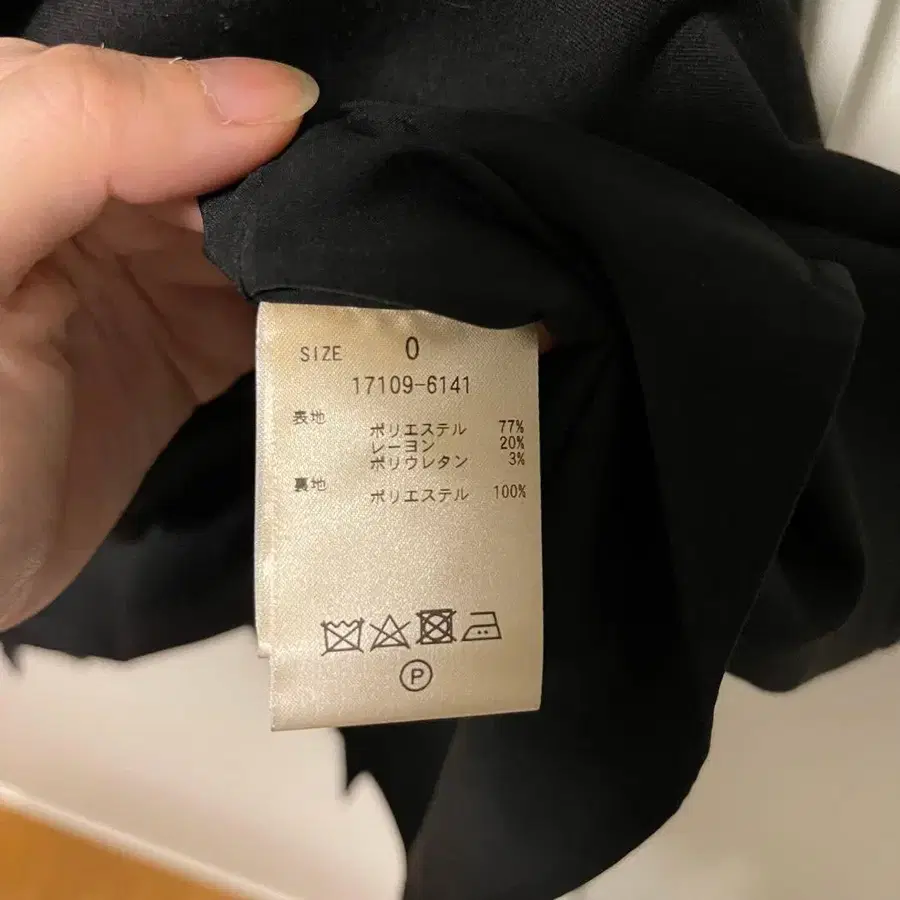 SIZE 0
17109-6141
表地 ポリエステル 77%
レーヨン 20%
ポリウレタン 3%
裏地 ポリエステル 100%
P